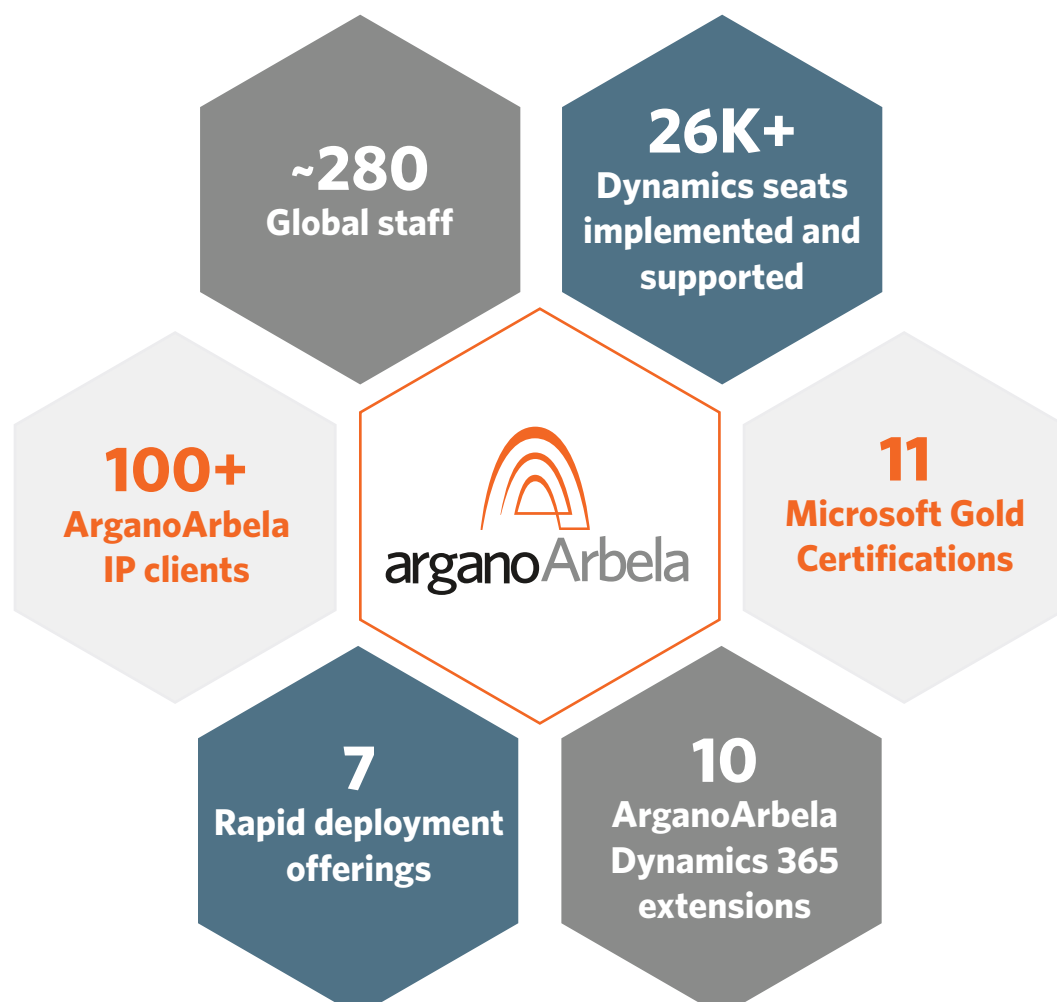 ~280
Global staff
26K+
Dynamics seats
implemented and
supported
100+
ArganoArbela
IP clients
arganoArbela
11
Microsoft Gold
Certifications
7
Rapid deployment
offerings
10
ArganoArbela
Dynamics 365
extensions